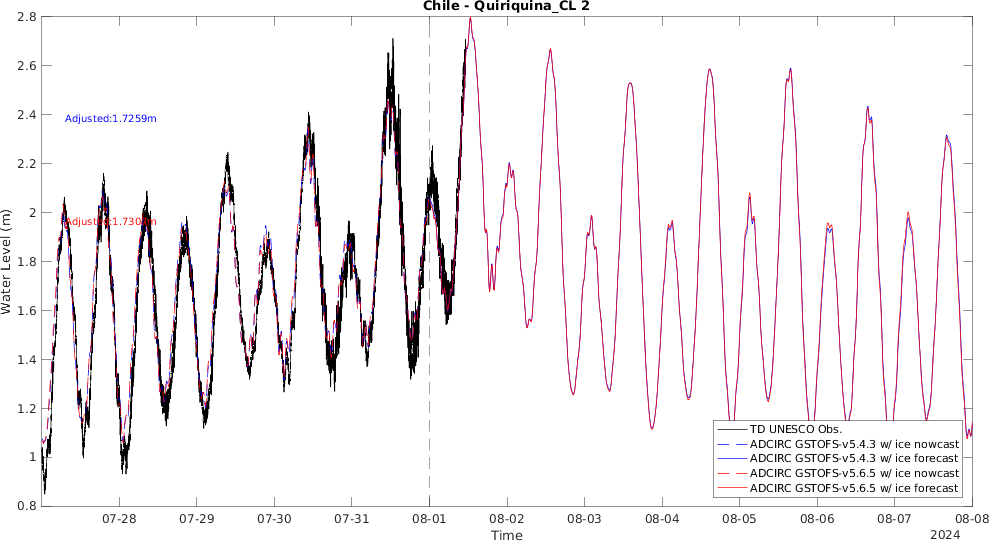 Chile - Quiriquina_CL 2
2.8
2.6
2.4
2.2
2
1.8
1.6
1.4
1.2
1
0.8
Water Level (m)
Adjusted:1.7259m
07-28
07-29
07-30
07-31
08-01
08-02
08-03
08-04
08-05
08-06
08-07
08-08
Time
2024
TD UNESCO Obs.
ADCIRC GSTOFS-v5.4.3 w/ ice nowcast
ADCIRC GSTOFS-v5.4.3 w/ ice forecast
ADCIRC GSTOFS-v5.6.5 w/ ice nowcast
ADCIRC GSTOFS-v5.6.5 w/ ice forecast